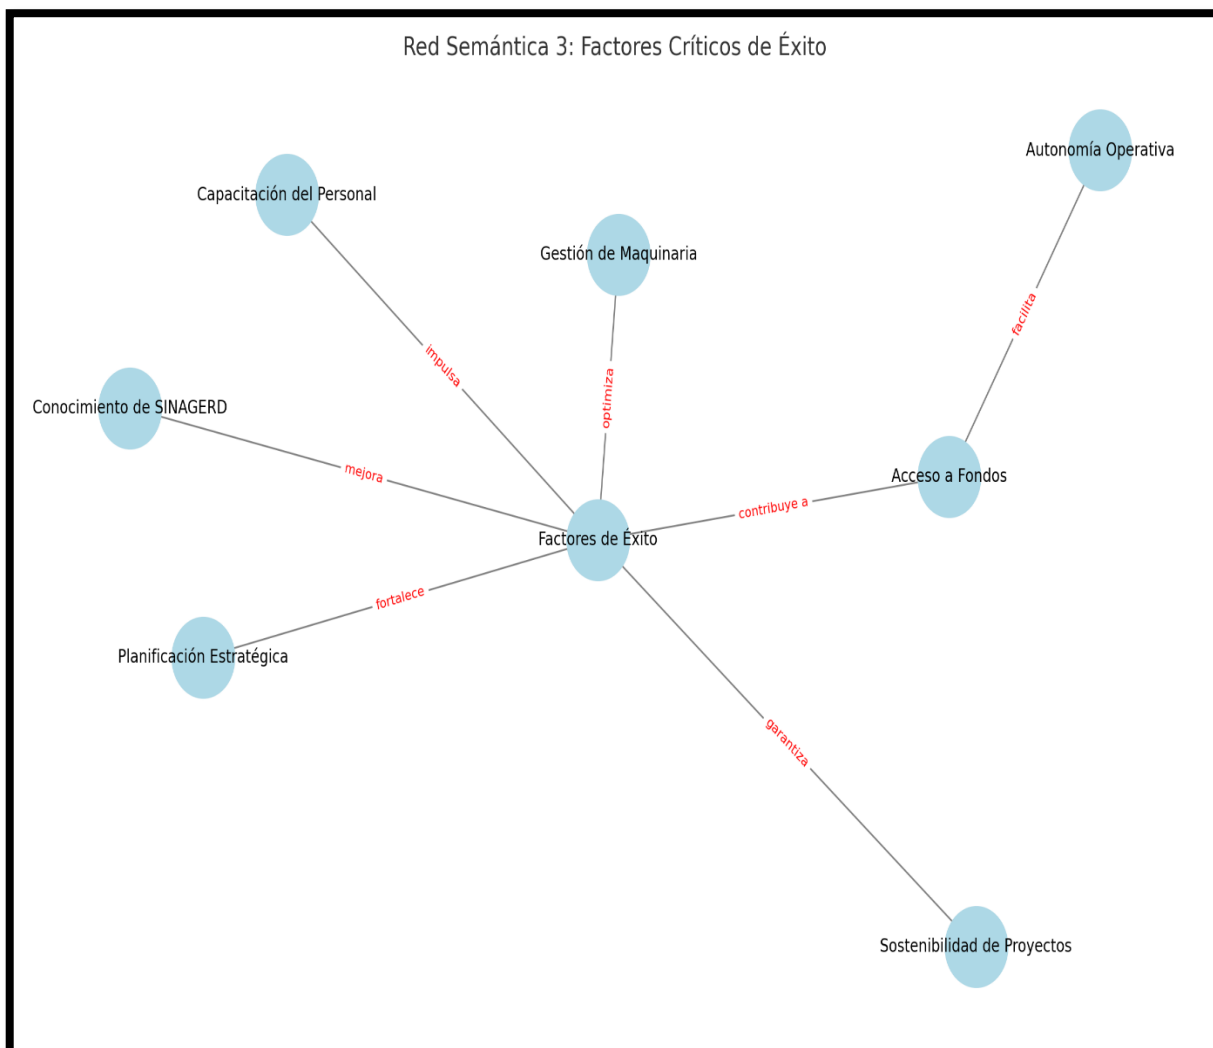 Red Semántica 3: Factores Críticos de Éxito
Autonomía Operativa
Capacitación del Personal
Gestión de Maquinaria
facilita
impulsa
optimiza
Conocimiento de SINAGERD
mejora
Acceso a Fondos
contribuye a
Factores de Éxito
fortalece
Planificación Estratégica
garantiza
Sostenibilidad de Proyectos